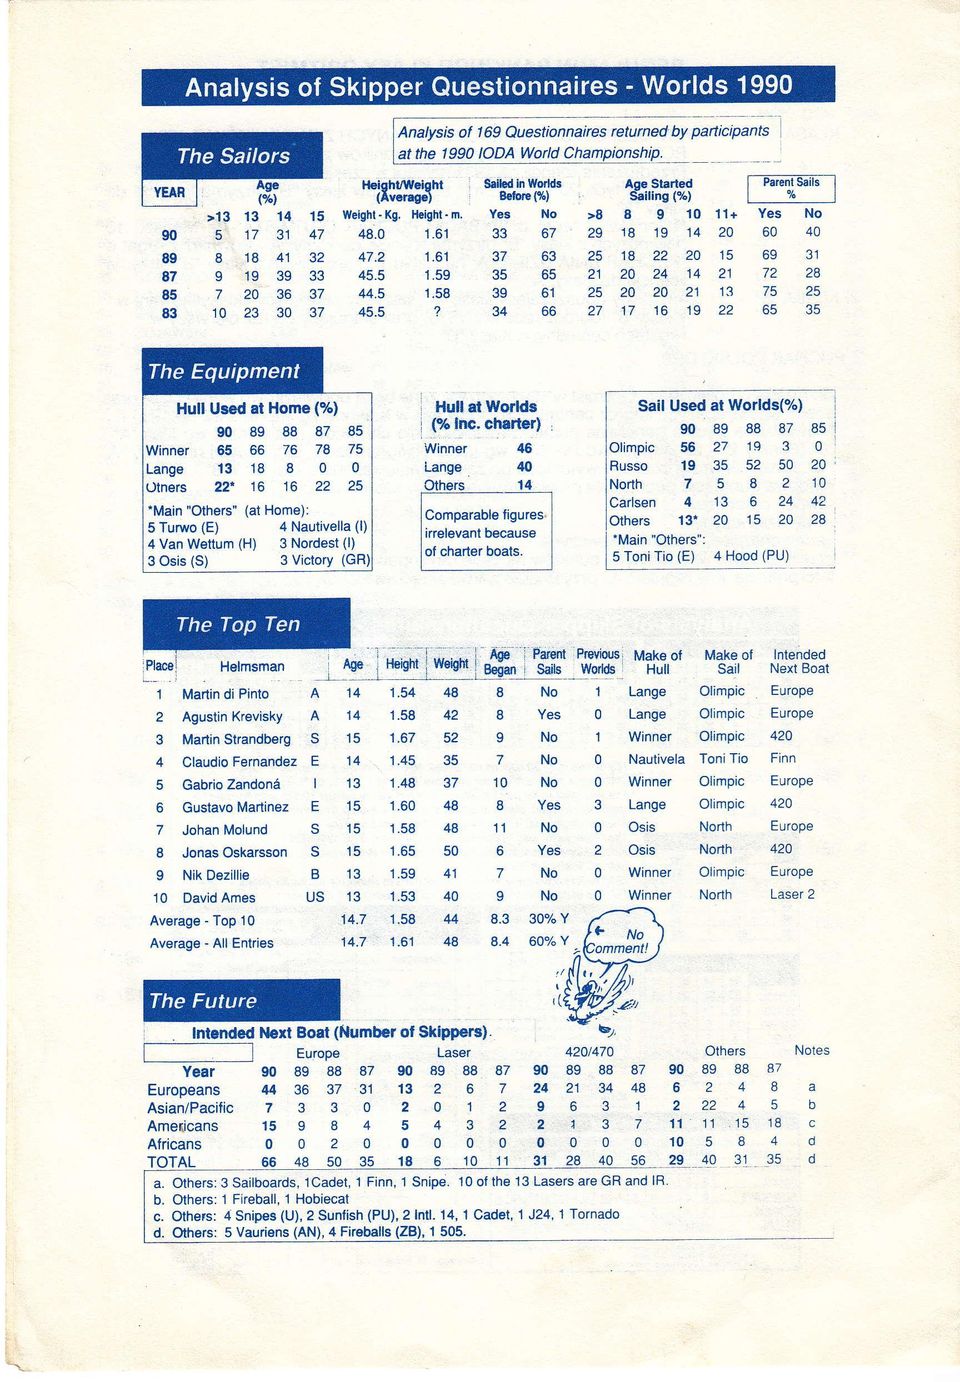 Analysis of Skipper Questionnaires - Worlds 1990
The Sailors
Analysis of 169 Questionnaires returned by participants
at the 1990 IODA World Championship.
YEAR Age (%) Height/Weight (Average) Sailed in Worlds Before (%) Age Started Sailing (%) Parent Sails %
>13 13 14 15 Weight - Kg. Height - m. Yes No >8 8 9 10 11+ Yes No
90 5 17 31 47 48.0 1.61 33 67 29 18 19 14 20 60 40
89 8 18 41 32 47.2 1.61 37 63 25 18 22 20 15 69 31
87 9 19 39 33 45.5 1.59 35 65 21 20 24 14 21 72 28
85 7 20 36 37 44.5 1.58 39 61 25 20 20 21 13 75 25
83 10 23 30 37 45.5 ? 34 66 27 17 16 19 22 65 35
The Equipment
Hull Used at Home (%)
90 89 88 87 85
Winner 65 66 76 78 75
Lange 13 18 8 0 0
Others 22* 16 16 22 25
*Main "Others" (at Home):
5 Turwo (E) 4 Nautivella (I)
4 Van Wettum (H) 3 Nordest (I)
3 Osis (S) 3 Victory (GR)
Hull at Worlds
(% Inc. charter)
Winner 46
Lange 40
Others 14
Comparable figures
irrelevant because
of charter boats.
Sail Used at Worlds(%)
90 89 88 87 85
Olimpic 56 27 19 3 0
Russo 19 35 52 50 20
North 7 5 8 2 10
Carlsen 4 13 6 24 42
Others 13* 20 15 20 28
*Main "Others":
5 Toni Tio (E) 4 Hood (PU)
The Top Ten
Place Helmsman Age Height Weight Age Began Parent Sails Previous Worlds Make of Hull Make of Sail Intended Next Boat
1 Martin di Pinto A 14 1.54 48 8 No 1 Lange Olimpic Europe
2 Agustin Krevisky A 14 1.58 42 8 Yes 0 Lange Olimpic Europe
3 Martin Strandberg S 15 1.67 52 9 No 1 Winner Olimpic 420
4 Claudio Fernandez E 14 1.45 35 7 No 0 Nautivela Toni Tio Finn
5 Gabrio Zandoná I 13 1.48 37 10 No 0 Winner Olimpic Europe
6 Gustavo Martinez E 15 1.60 48 8 Yes 3 Lange Olimpic 420
7 Johan Molund S 15 1.58 48 11 No 0 Osis North Europe
8 Jonas Oskarsson S 15 1.65 50 6 Yes 2 Osis North 420
9 Nik Dezillie B 13 1.59 41 7 No 0 Winner Olimpic Europe
10 David Ames US 13 1.53 40 9 No 0 Winner North Laser 2
Average - Top 10 14.7 1.58 44 8.3 30% Y
Average - All Entries 14.7 1.61 48 8.4 60% Y
← No
Comment!
The Future
Intended Next Boat (Number of Skippers).
Europe Laser 420/470 Others Notes
Year 90 89 88 87 90 89 88 87 90 89 88 87 90 89 88 87
Europeans 44 36 37 31 13 2 6 7 24 21 34 48 6 2 4 8 a
Asian/Pacific 7 3 3 0 2 0 1 2 9 6 3 1 2 22 4 5 b
Americans 15 9 8 4 5 4 3 2 2 1 3 7 11 11 15 18 c
Africans 0 0 2 0 0 0 0 0 0 0 0 0 10 5 8 4 d
TOTAL 66 48 50 35 18 6 10 11 31 28 40 56 29 40 31 35 d
a. Others: 3 Sailboards, 1Cadet, 1 Finn, 1 Snipe. 10 of the 13 Lasers are GR and IR.
b. Others: 1 Fireball, 1 Hobiecat
c. Others: 4 Snipes (U), 2 Sunfish (PU), 2 Intl. 14, 1 Cadet, 1 J24, 1 Tornado
d. Others: 5 Vauriens (AN), 4 Fireballs (ZB), 1 505.